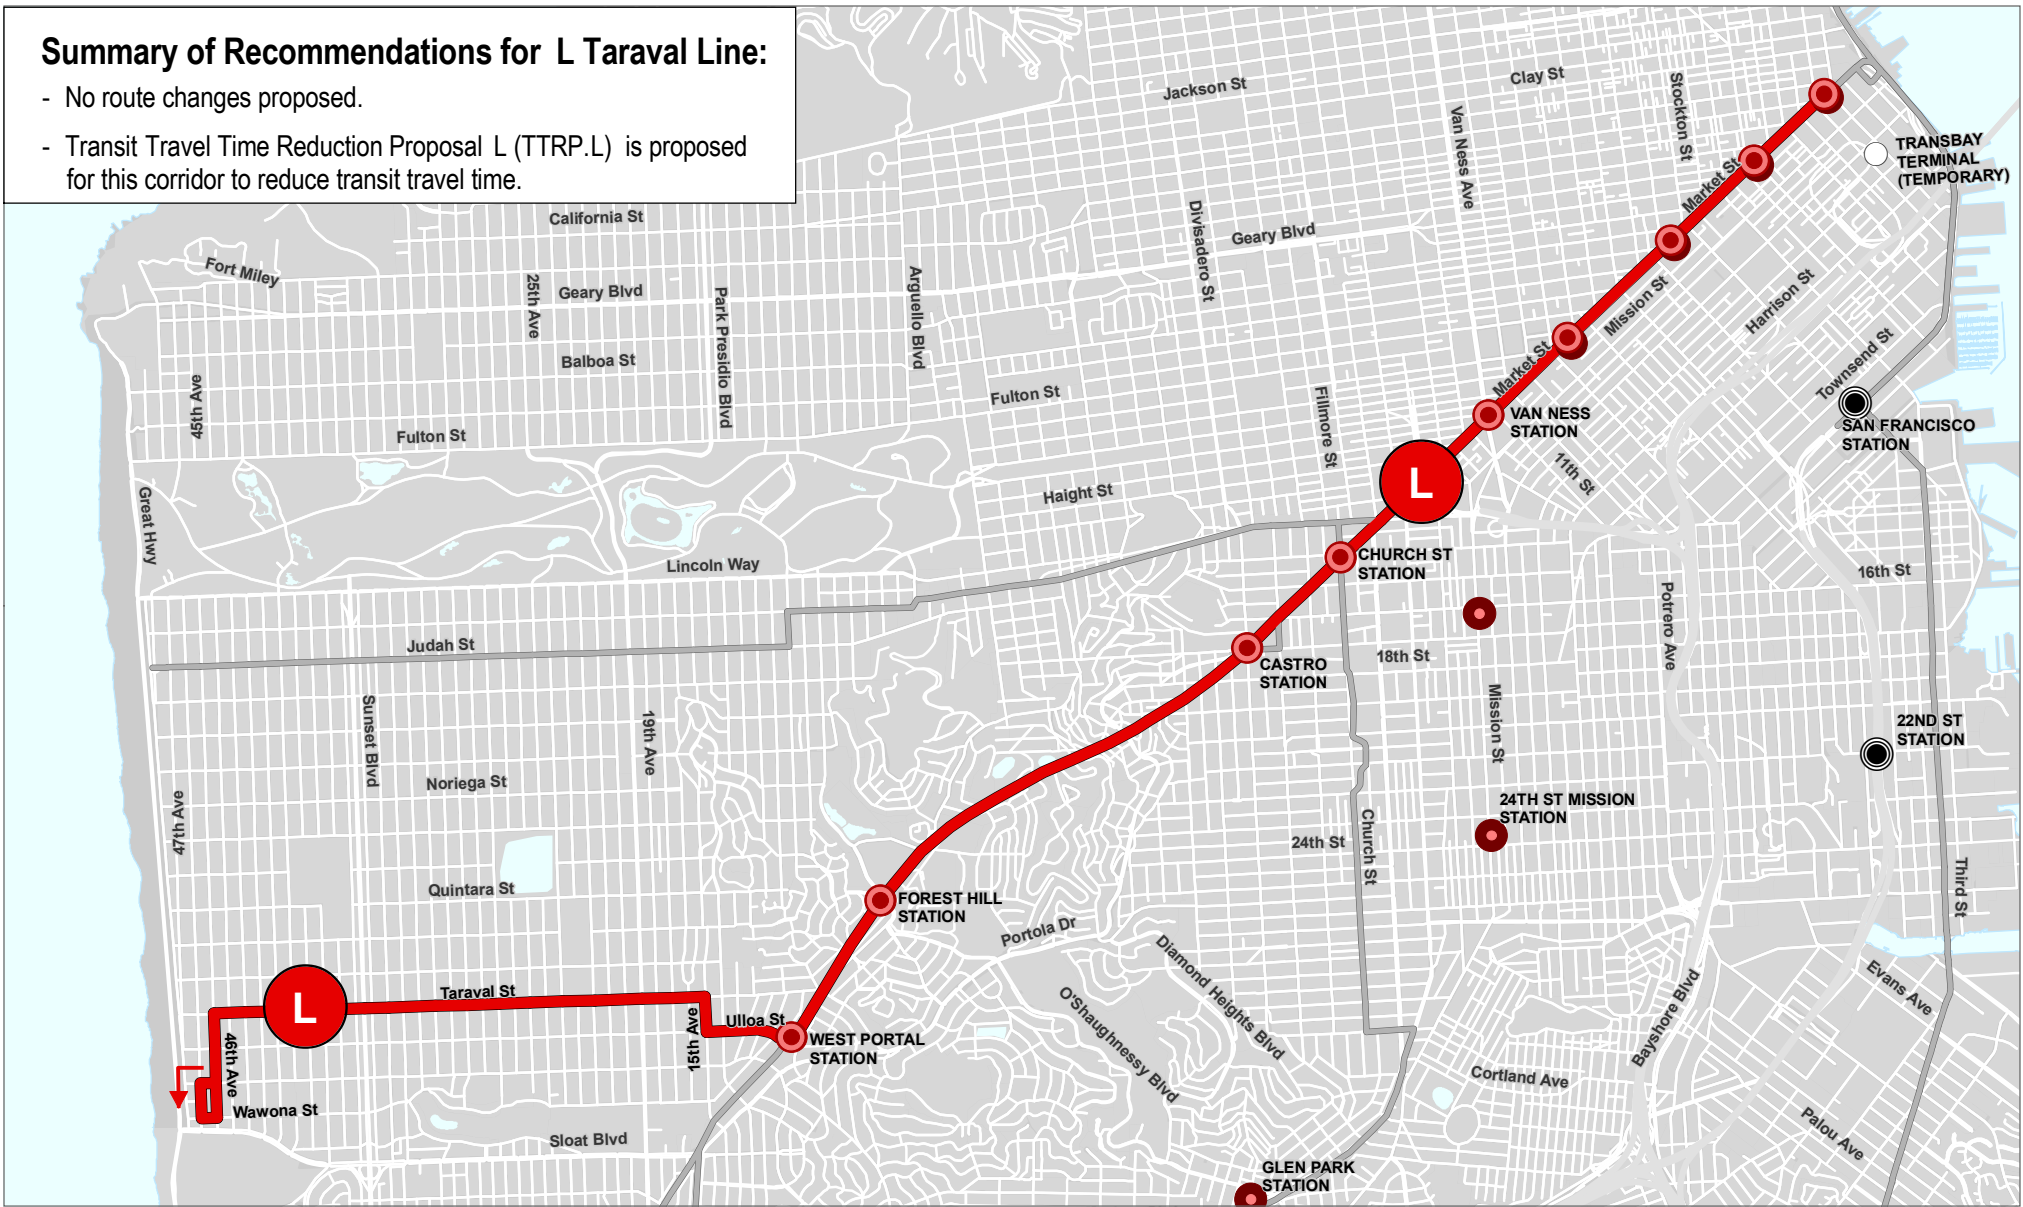 Summary of Recommendations for L Taraval Line:
- No route changes proposed.
- Transit Travel Time Reduction Proposal L (TTRP.L) is proposed
for this corridor to reduce transit travel time.
Jackson St
Clay St
Stockton St
Van Ness Ave
TRANSBAY
TERMINAL
(TEMPORARY)
Market St
California St
Divisadero St
Geary Blvd
Fort Miley
25th Ave
Geary Blvd
Park Presidio Blvd
Arguello Blvd
Mission St
Harrison St
Balboa St
Market St
Townsend St
45th Ave
Fulton St
Fillmore St
VAN NESS
STATION
SAN FRANCISCO
STATION
Fulton St
L
11th St
Great Hwy
Haight St
Lincoln Way
CHURCH ST
STATION
16th St
Potrero Ave
Judah St
18th St
CASTRO
STATION
Sunset Blvd
19th Ave
Mission St
22ND ST
STATION
Noriega St
47th Ave
24TH ST MISSION
STATION
24th St
Church St
Quintara St
FOREST HILL
STATION
Third St
Portola Dr
Diamond Heights Blvd
Evans Ave
L
Taraval St
O'Shaughnessy Blvd
Bayshore Blvd
15th Ave
Ulloa St
WEST PORTAL
STATION
46th Ave
Cortland Ave
Wawona St
Sloat Blvd
Palou Ave
GLEN PARK
STATION